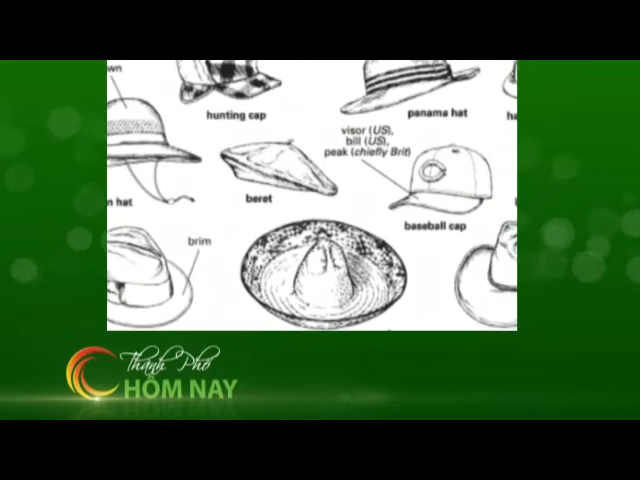 hunting cap
panama hat
visor (US),
bill (US),
peak (chiefly Brit)
hat
beret
baseball cap
brim
Thành Phố
HÔM NAY